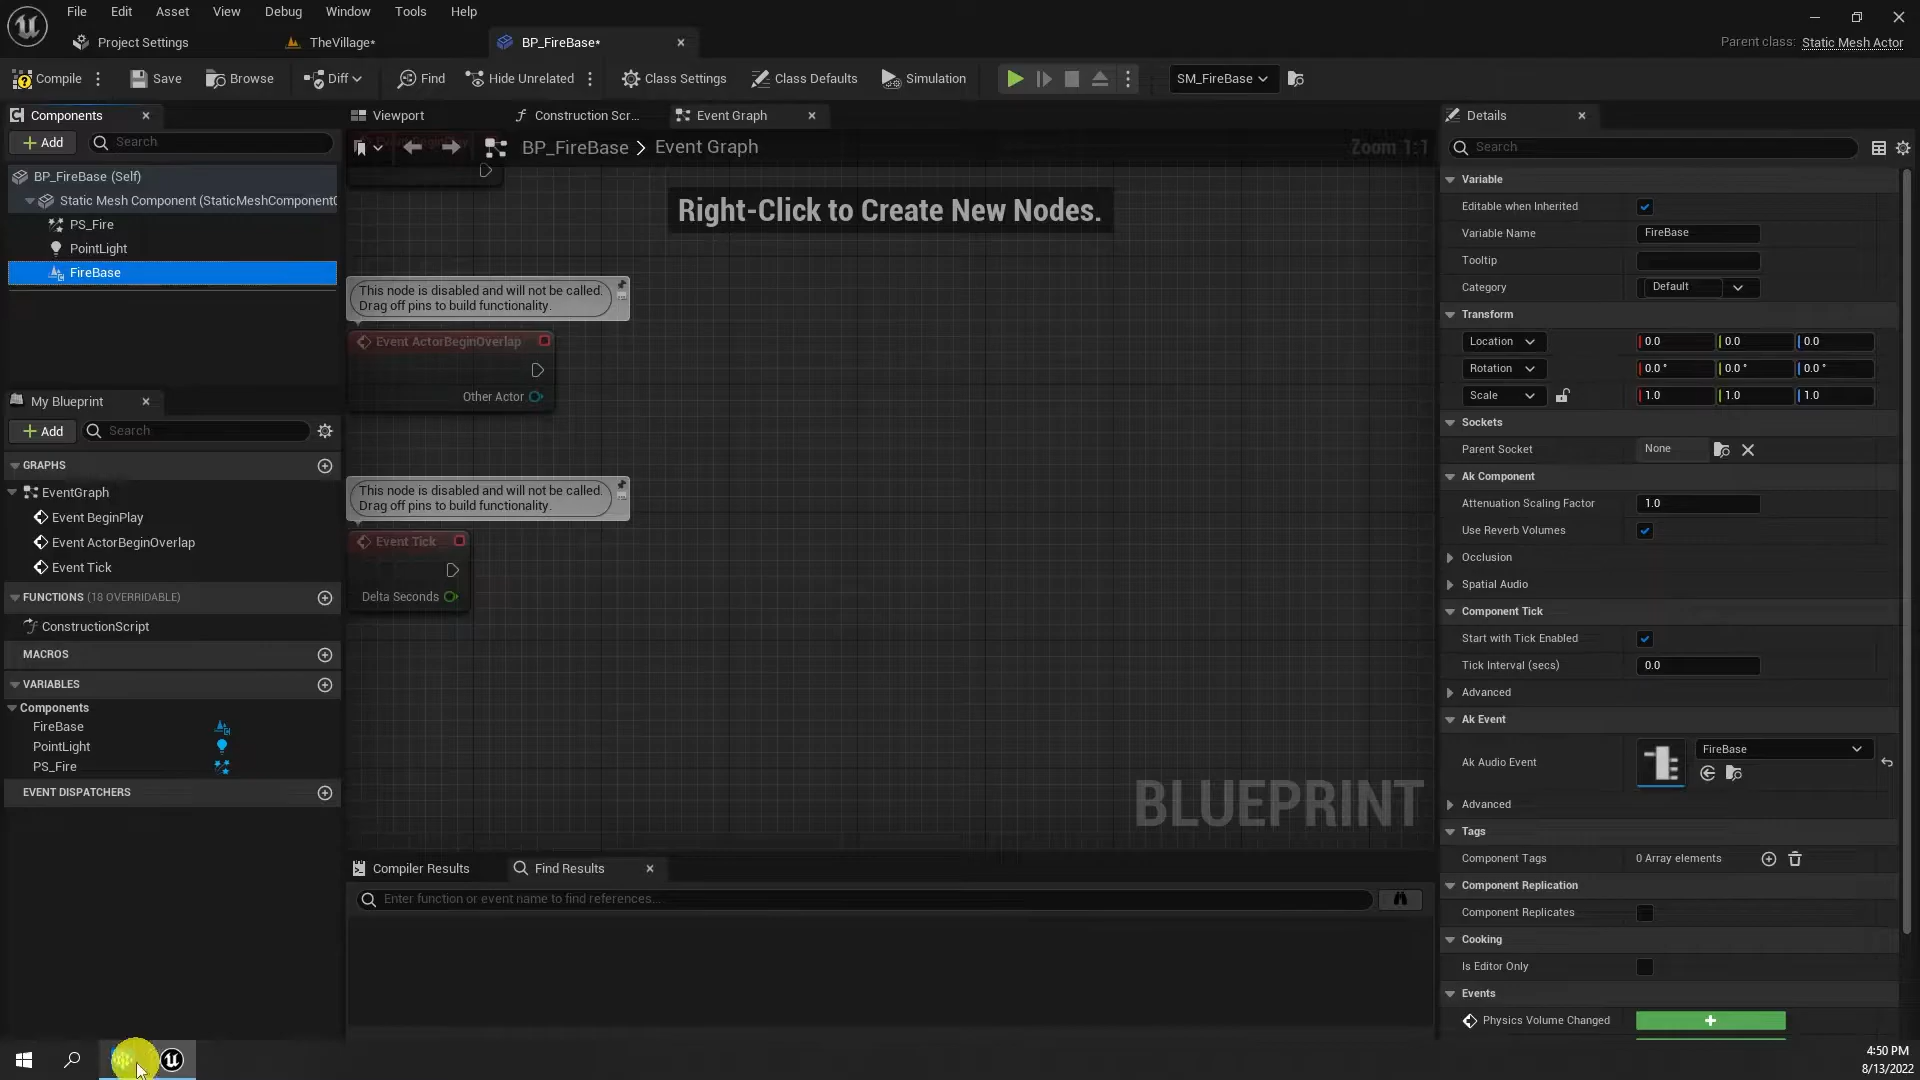 File Edit Asset View Debug Window Tools Help
Project Settings TheVillage* BP_FireBase* Parent class: Static Mesh Actor
Compile Save Browse Diff Find Hide Unrelated Class Settings Class Defaults Simulation SM_FireBase
Components
Add Search
BP_FireBase (Self)
Static Mesh Component (StaticMeshComponent
PS_Fire
PointLight
FireBase
My Blueprint
Add Search
GRAPHS
EventGraph
Event BeginPlay
Event ActorBeginOverlap
Event Tick
FUNCTIONS (18 OVERRIDABLE)
ConstructionScript
MACROS
VARIABLES
Components
FireBase
PointLight
PS_Fire
EVENT DISPATCHERS
Viewport Construction Scr... Event Graph
BP_FireBase > Event Graph Zoom 1:1
Right-Click to Create New Nodes.
This node is disabled and will not be called.
Drag off pins to build functionality.
Event ActorBeginOverlap
Other Actor
This node is disabled and will not be called.
Drag off pins to build functionality.
Event Tick
Delta Seconds
BLUEPRINT
Compiler Results Find Results
Enter function or event name to find references...
Details
Search
Variable
Editable when Inherited
Variable Name FireBase
Tooltip
Category Default
Transform
Location 0.0 0.0 0.0
Rotation 0.0 ° 0.0 ° 0.0 °
Scale 1.0 1.0 1.0
Sockets
Parent Socket None
Ak Component
Attenuation Scaling Factor 1.0
Use Reverb Volumes
Occlusion
Spatial Audio
Component Tick
Start with Tick Enabled
Tick Interval (secs) 0.0
Advanced
Ak Event
Ak Audio Event FireBase
Advanced
Tags
Component Tags 0 Array elements
Component Replication
Component Replicates
Cooking
Is Editor Only
Events
Physics Volume Changed
4:50 PM
8/13/2022